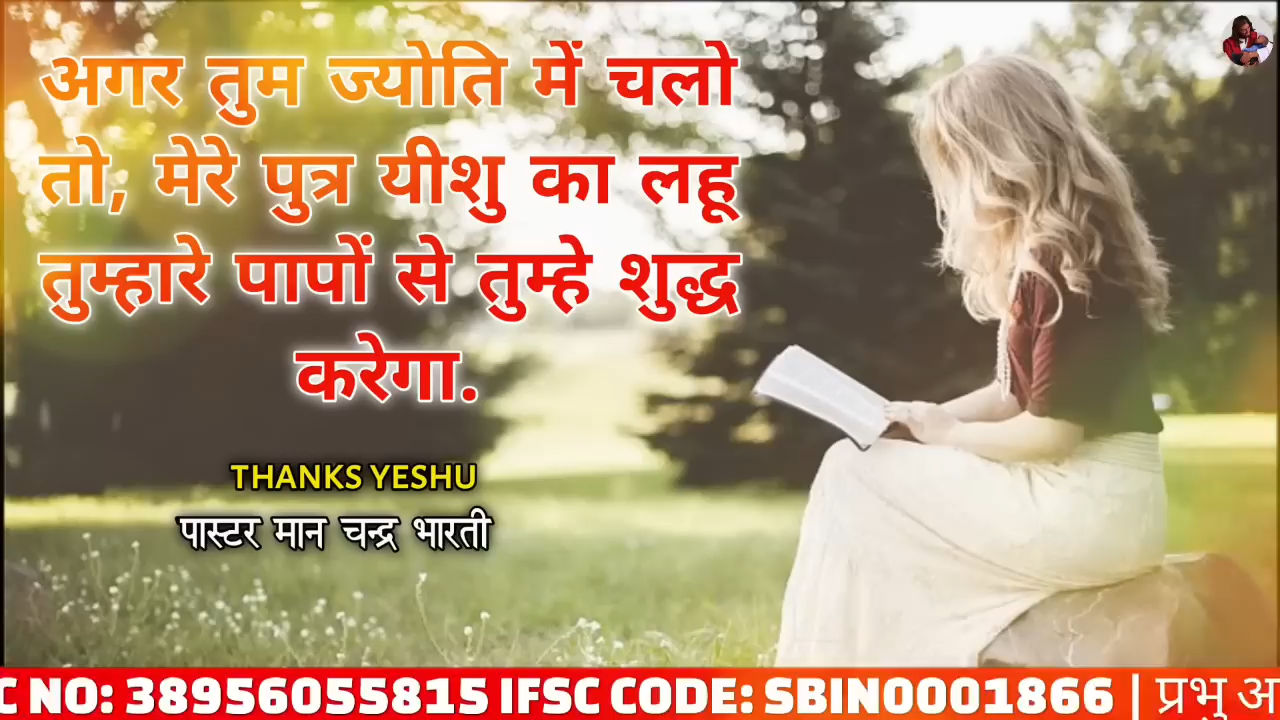 अगर तुम ज्योति में चलो
तो, मेरे पुत्र यीशु का लहू
तुम्हारे पापों से तुम्हे शुद्ध
करेगा.
THANKS YESHU
पास्टर मान चन्द्र भारती
C NO: 38956055815 IFSC CODE: SBIN0001866 | प्रभु अ